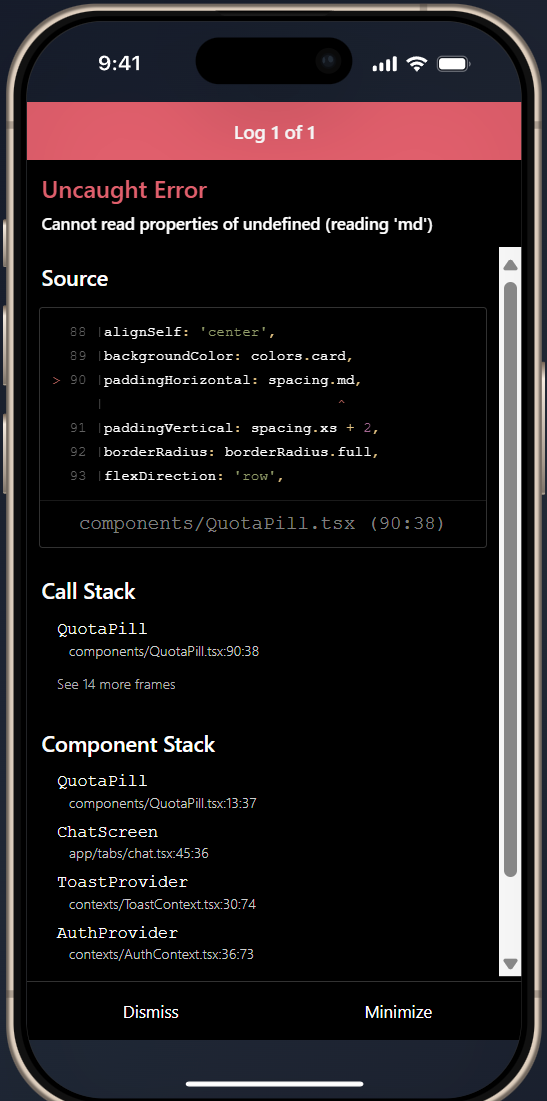 9:41
Log 1 of 1
Uncaught Error
Cannot read properties of undefined (reading 'md')
Source
88 |alignSelf: 'center',
89 |backgroundColor: colors.card,
> 90 |paddingHorizontal: spacing.md,
| ^
91 |paddingVertical: spacing.xs + 2,
92 |borderRadius: borderRadius.full,
93 |flexDirection: 'row',
components/QuotaPill.tsx (90:38)
Call Stack
QuotaPill
components/QuotaPill.tsx:90:38
See 14 more frames
Component Stack
QuotaPill
components/QuotaPill.tsx:13:37
ChatScreen
app/tabs/chat.tsx:45:36
ToastProvider
contexts/ToastContext.tsx:30:74
AuthProvider
contexts/AuthContext.tsx:36:73
Dismiss Minimize